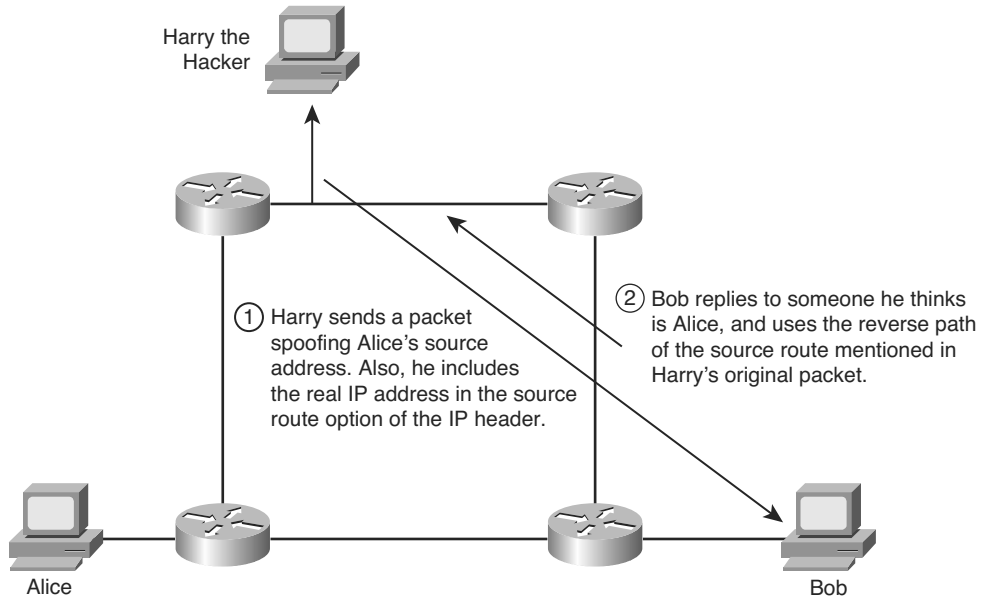 Harry the
Hacker
1 Harry sends a packet
spoofing Alice's source
address. Also, he includes
the real IP address in the source
route option of the IP header.
2 Bob replies to someone he thinks
is Alice, and uses the reverse path
of the source route mentioned in
Harry's original packet.
Alice
Bob